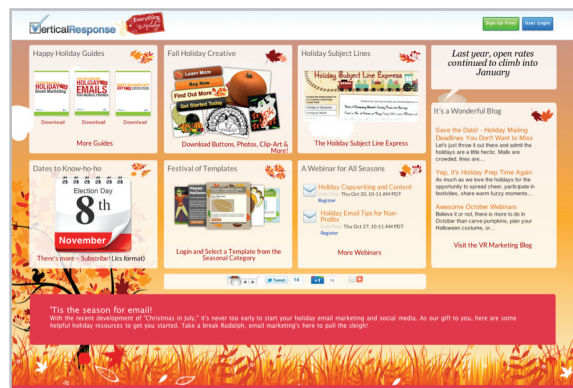 VerticalResponse
Everything
Holiday
Sign Up Free!
User Login
Happy Holiday Guides
HOLIDAY
Email Marketing
HOLIDAY
EMAILS
Download
Download
Download
More Guides
Fall Holiday Creative
Learn More
Buy Now
Find Out More
Get Started Today
Download Buttons, Photos, Clip-Art &
More!
Holiday Subject Lines
Holiday Subject Line Express
The Holiday Subject Line Express
Last year, open rates
continued to climb into
January
It's a Wonderful Blog
Save the Date! - Holiday Mailing
Deadlines You Don't Want to Miss
Let's just throw it out there and admit the
holidays are a little hectic. Malls are
crowded, lines are...
Yep, It's Holiday Prep Time Again
As much as we love the holidays for the
opportunity to spread cheer, participate in
festivities, share warm fuzzy moments...
Awesome October Webinars
Believe it or not, there is more to do in
October than carve pumpkins, plan your
Halloween costume, or...
Visit the VR Marketing Blog
Dates to Know-ho-ho
Election Day
8th
November
There's more - Subscribe! (.ics format)
Festival of Templates
Login and Select a Template from the
Seasonal Category
A Webinar for All Seasons
Holiday Copywriting and Content
Date/Time: Thu Oct 20, 10-11 AM PDT
Register
Holiday Email Tips for Non-
Profits
Date/Time: Thu Oct 27, 10-11 AM PDT
Register
More Webinars
Tweet
14
+1
14
'Tis the season for email!
With the recent development of "Christmas in July," it's never too early to start your holiday email marketing and social media. As our gift to you, here are some
helpful holiday resources to get you started. Take a break Rudolph, email marketing's here to pull the sleigh!